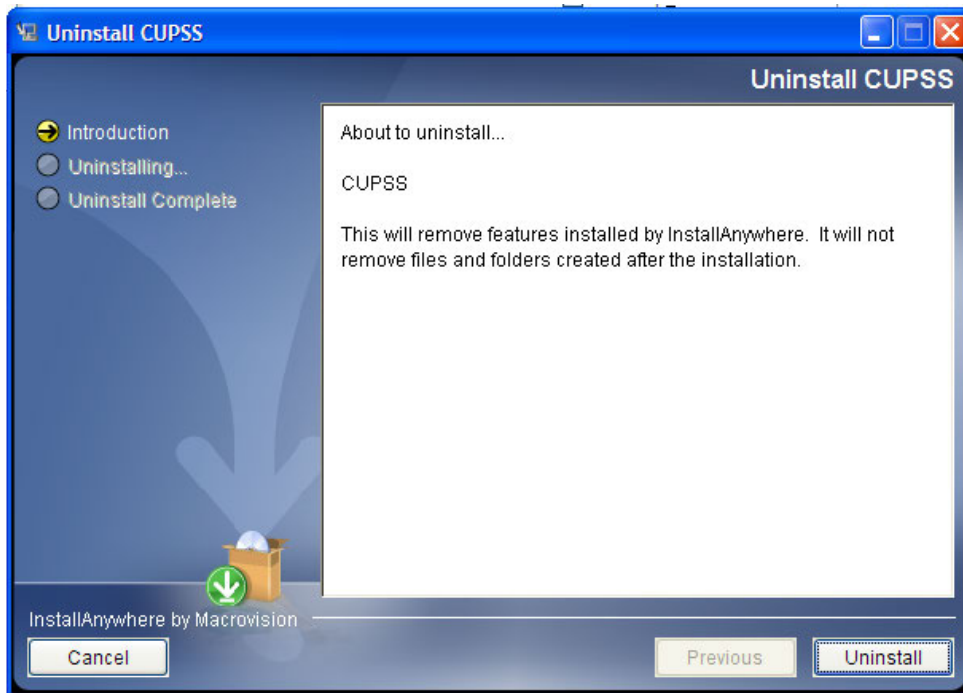 Uninstall CUPSS
Uninstall CUPSS
Introduction
Uninstalling...
Uninstall Complete
About to uninstall...
CUPSS
This will remove features installed by InstallAnywhere.  It will not
remove files and folders created after the installation.
InstallAnywhere by Macrovision
Cancel
Previous
Uninstall